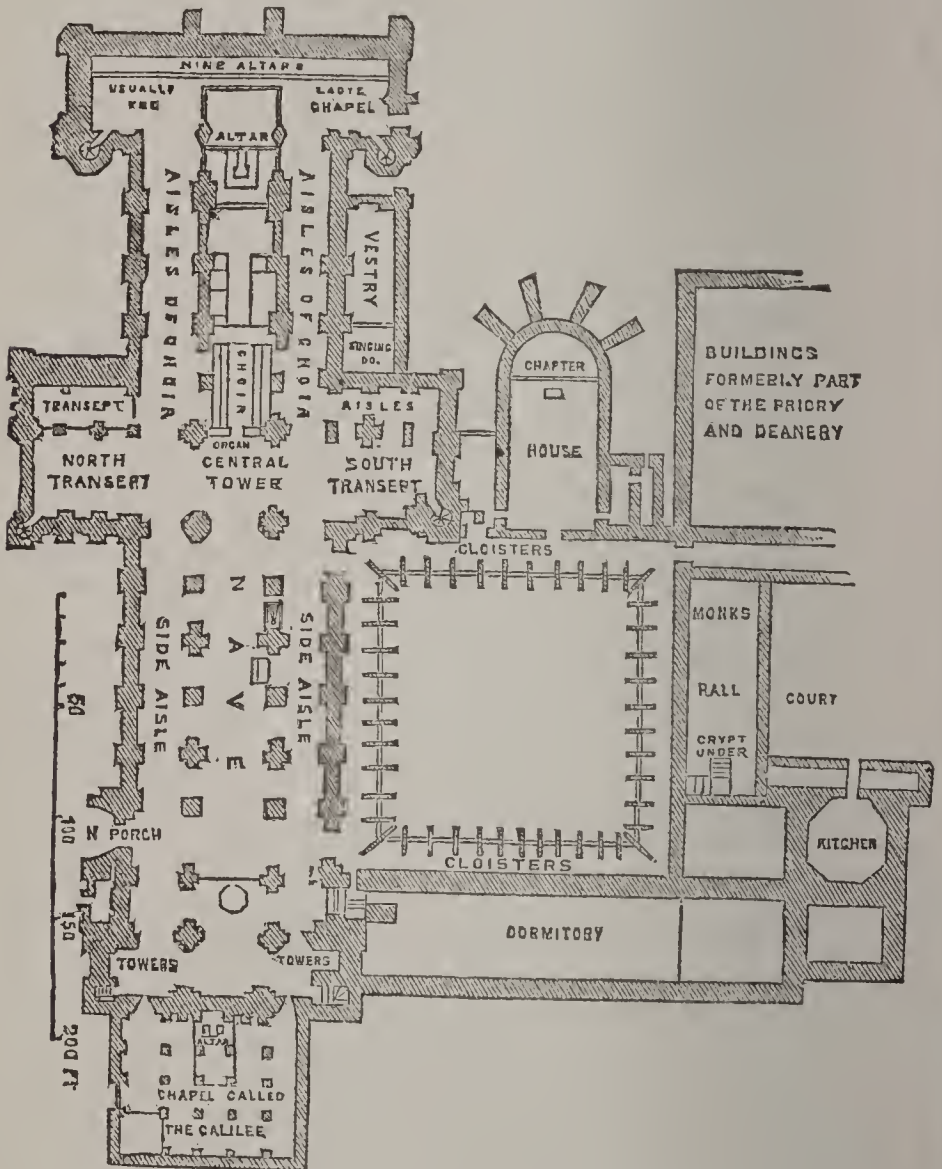 NINE ALTARS
USUALLY
LADYE
CHAPEL
ALTAR
AISLES OF CHOIR
AISLES OF CHOIR
VESTRY
SINGING
DO.
CHOIR
ORGAN
TRANSEPT
NORTH
TRANSEPT
CENTRAL
TOWER
AISLES
SOUTH
TRANSEPT
CHAPTER
HOUSE
BUILDINGS
FORMERLY PART
OF THE PRIORY
AND DEANERY
CLOISTERS
SIDE AISLE
NAVE
SIDE AISLE
MONKS
HALL
CRYPT
UNDER
COURT
KITCHEN
N PORCH
CLOISTERS
DORMITORY
TOWERS
TOWERS
ALTAR
CHAPEL CALLED
THE GALILEE
50
100
150
200 FT